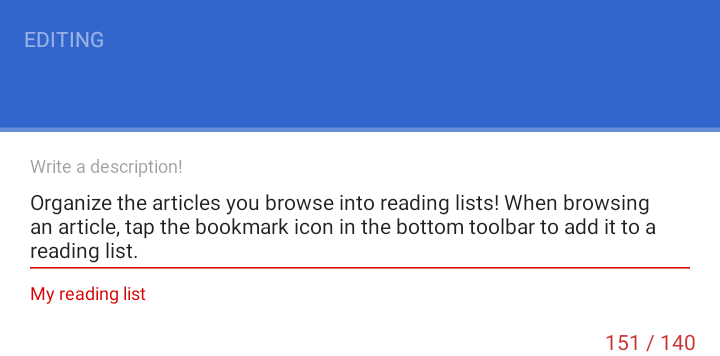 EDITING
Write a description!
Organize the articles you browse into reading lists! When browsing
an article, tap the bookmark icon in the bottom toolbar to add it to a
reading list.
My reading list
151 / 140